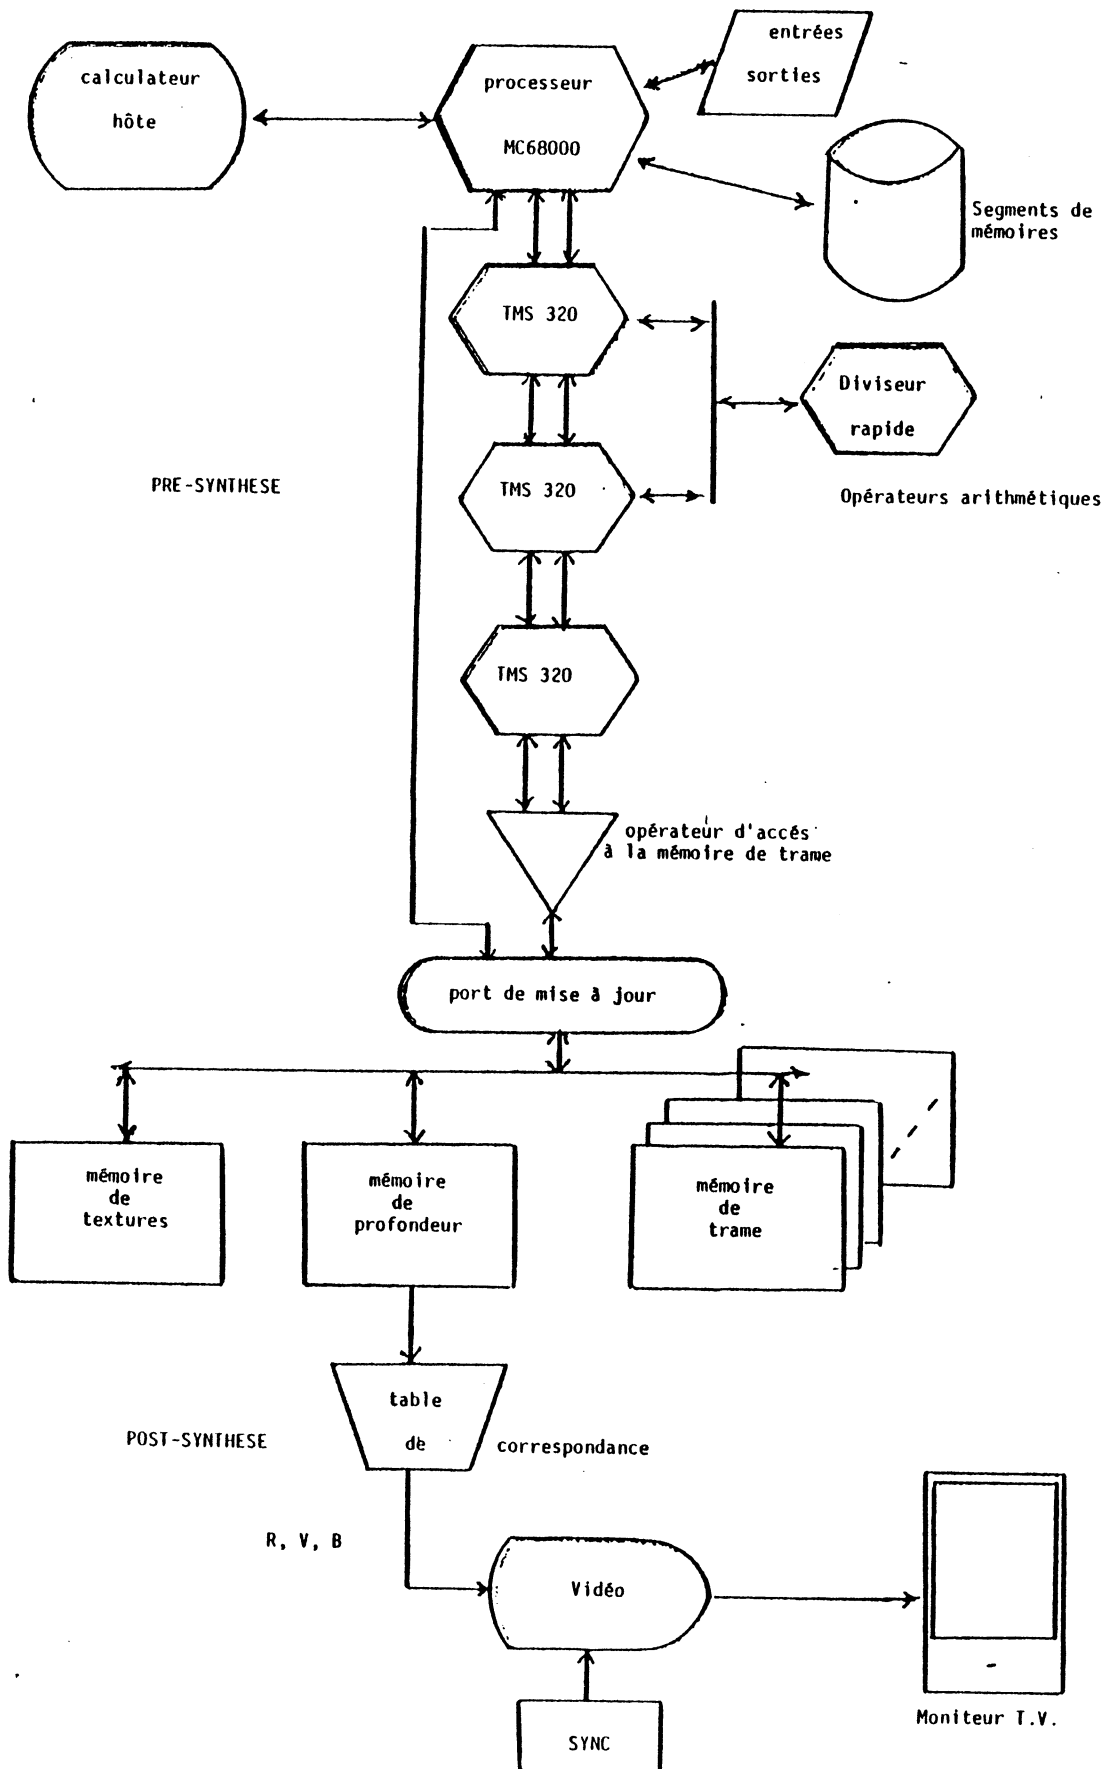 entrées
sorties
calculateur
hôte
processeur
MC68000
Segments de
mémoires
TMS 320
Diviseur
rapide
PRE-SYNTHESE
TMS 320
Opérateurs arithmétiques
TMS 320
opérateur d'accés
à la mémoire de trame
port de mise à jour
mémoire
de
textures
mémoire
de
profondeur
mémoire
de
trame
table
de
correspondance
POST-SYNTHESE
R, V, B
Vidéo
Moniteur T.V.
SYNC